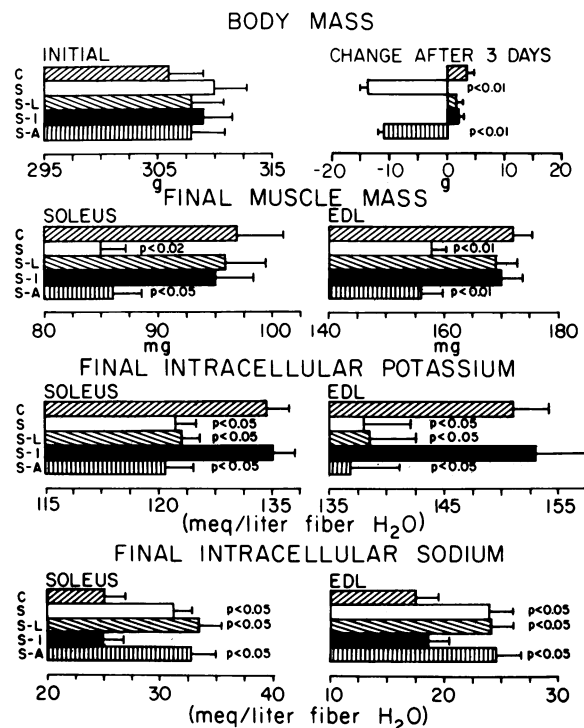 BODY MASS
INITIAL
CHANGE AFTER 3 DAYS
C
S
S-L
S-I
S-A
p<0.01
p<0.01
295 305 315
g
-20 -10 0 10 20
g
FINAL MUSCLE MASS
SOLEUS
EDL
C
S p<0.02 p<0.01
S-L
S-I
S-A p<0.05 p<0.01
80 90 100
mg
140 160 180
mg
FINAL INTRACELLULAR POTASSIUM
SOLEUS
EDL
C
S p<0.05 p<0.05
S-L p<0.05 p<0.05
S-I
S-A p<0.05 p<0.05
115 125 135
135 145 155
(meq/liter fiber H₂O)
FINAL INTRACELLULAR SODIUM
SOLEUS
EDL
C
S p<0.05 p<0.05
S-L p<0.05 p<0.05
S-I
S-A p<0.05 p<0.05
20 30 40
10 20 30
(meq/liter fiber H₂O)